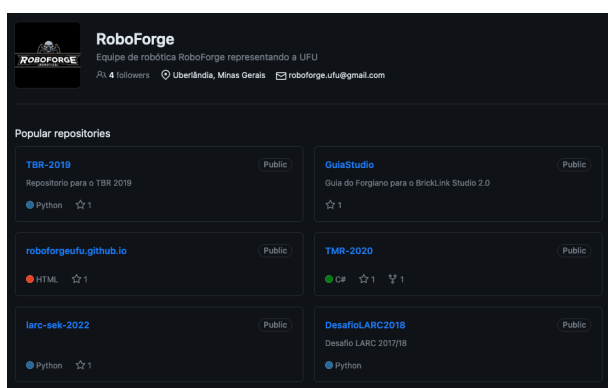 ROBOFORGE
RoboForge
Equipe de robótica RoboForge representando a UFU
4 followers Uberlândia, Minas Gerais roboforge.ufu@gmail.com
Popular repositories
TBR-2019 Public
Repositorio para o TBR 2019
Python 1
GuiaStudio Public
Guia do Forgiano para o BrickLink Studio 2.0
1
roboforgeufu.github.io Public
HTML 1
TMR-2020 Public
C# 1 1
larc-sek-2022 Public
Python 1
DesafioLARC2018 Public
Desafio LARC 2017/18
Python